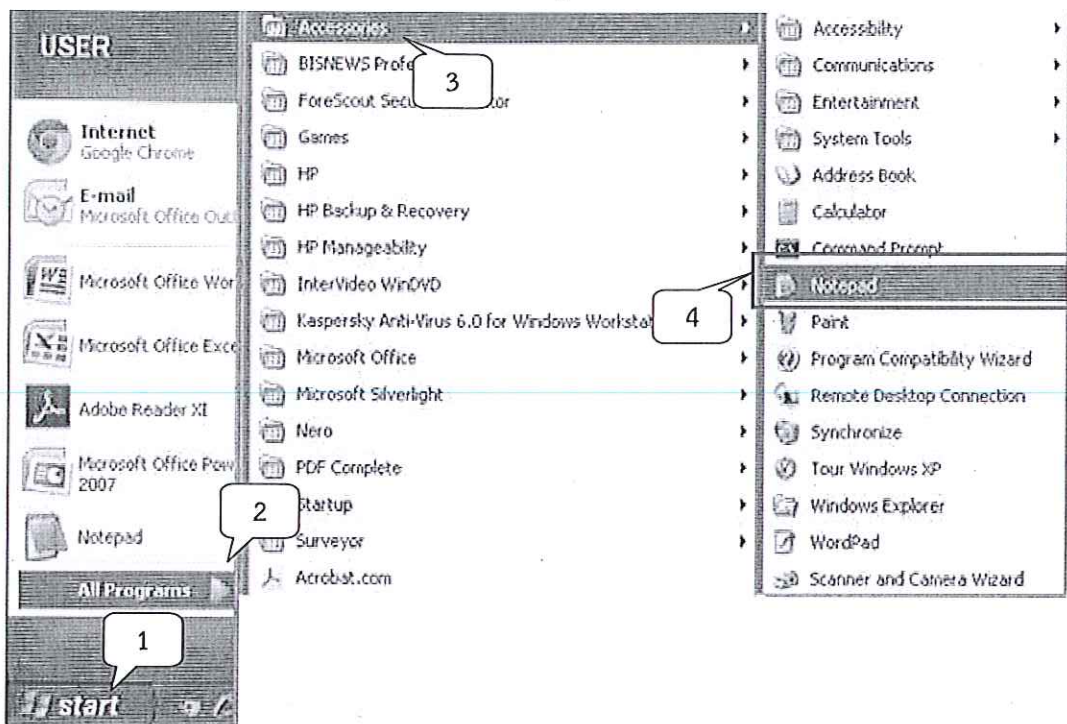 USER
Internet
Google Chrome
E-mail
Microsoft Office Outl
Microsoft Office Wor
Microsoft Office Exce
Adobe Reader XI
Microsoft Office Pow
2007
Notepad
All Programs
start
1
2
3
4
Accessories
BISNEWS Profe
ForeScout Secu tor
Games
HP
HP Backup & Recovery
HP Manageability
InterVideo WinDVD
Kaspersky Anti-Virus 6.0 for Windows Workstat
Microsoft Office
Microsoft Silverlight
Nero
PDF Complete
Startup
Surveyor
Acrobat.com
Accessibility
Communications
Entertainment
System Tools
Address Book
Calculator
Command Prompt
Notepad
Paint
Program Compatibility Wizard
Remote Desktop Connection
Synchronize
Tour Windows XP
Windows Explorer
WordPad
Scanner and Camera Wizard